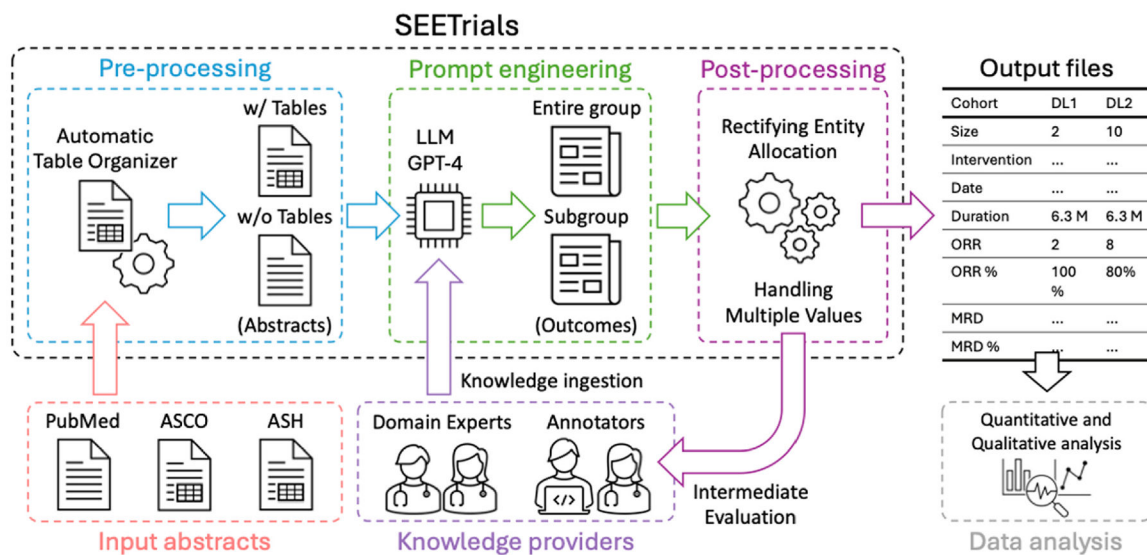 SEETrials
Pre-processing
Automatic
Table Organizer
w/ Tables
w/o Tables
(Abstracts)
Prompt engineering
LLM
GPT-4
Entire group
Subgroup
(Outcomes)
Post-processing
Rectifying Entity
Allocation
Handling
Multiple Values
Output files
Cohort DL1 DL2
Size 2 10
Intervention ... ...
Date ... ...
Duration 6.3 M 6.3 M
ORR 2 8
ORR % 100 80%
%
MRD ... ...
MRD % ... ...
Knowledge ingestion
PubMed ASCO ASH
Input abstracts
Domain Experts Annotators
Knowledge providers
Intermediate
Evaluation
Quantitative and
Qualitative analysis
Data analysis